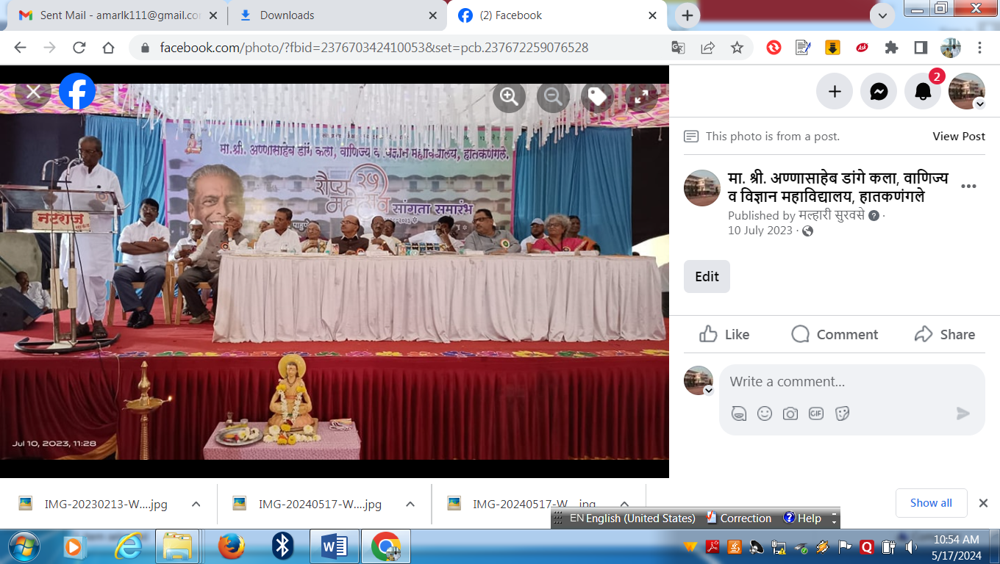 Sent Mail - amarlk111@gmail.co
Downloads
(2) Facebook
facebook.com/photo/?fbid=237670342410053&set=pcb.237672259076528
Ask
2
This photo is from a post.
View Post
मा. श्री. अण्णासाहेब डांगे कला, वाणिज्य
व विज्ञान महाविद्यालय, हातकणंगले
Published by मल्हारी सुरवसे ·
10 July 2023 ·
Edit
Like
Comment
Share
Write a comment...
GIF
मा.श्री. अण्णासाहेब डांगे कला, वाणिज्य व विज्ञान महाविद्यालय, हातकणंगले.
रौप्य
महोत्सव
सांगता समारंभ
नटराज
Jul 10, 2023, 11:28
IMG-20230213-W....jpg
IMG-20240517-W....jpg
IMG-20240517-W
Show all
EN English (United States)
Correction
Help
10:54 AM
5/17/2024